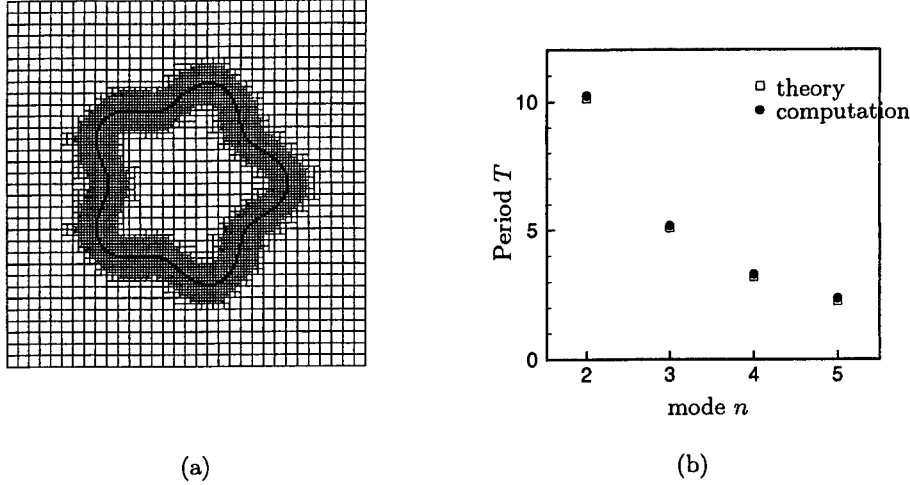 10
5
0
Period T
theory
computation
2 3 4 5
mode n
(a)
(b)